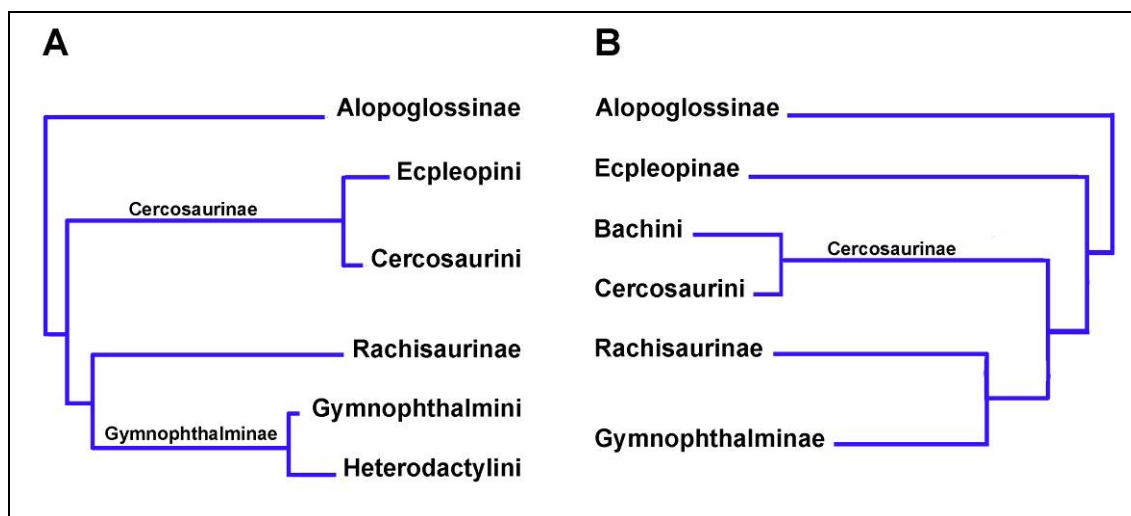 A
Alopoglossinae
Ecpleopini
Cercosaurinae
Cercosaurini
Rachisaurinae
Gymnophthalmini
Gymnophthalminae
Heterodactylini
B
Alopoglossinae
Ecpleopinae
Bachini
Cercosaurinae
Cercosaurini
Rachisaurinae
Gymnophthalminae